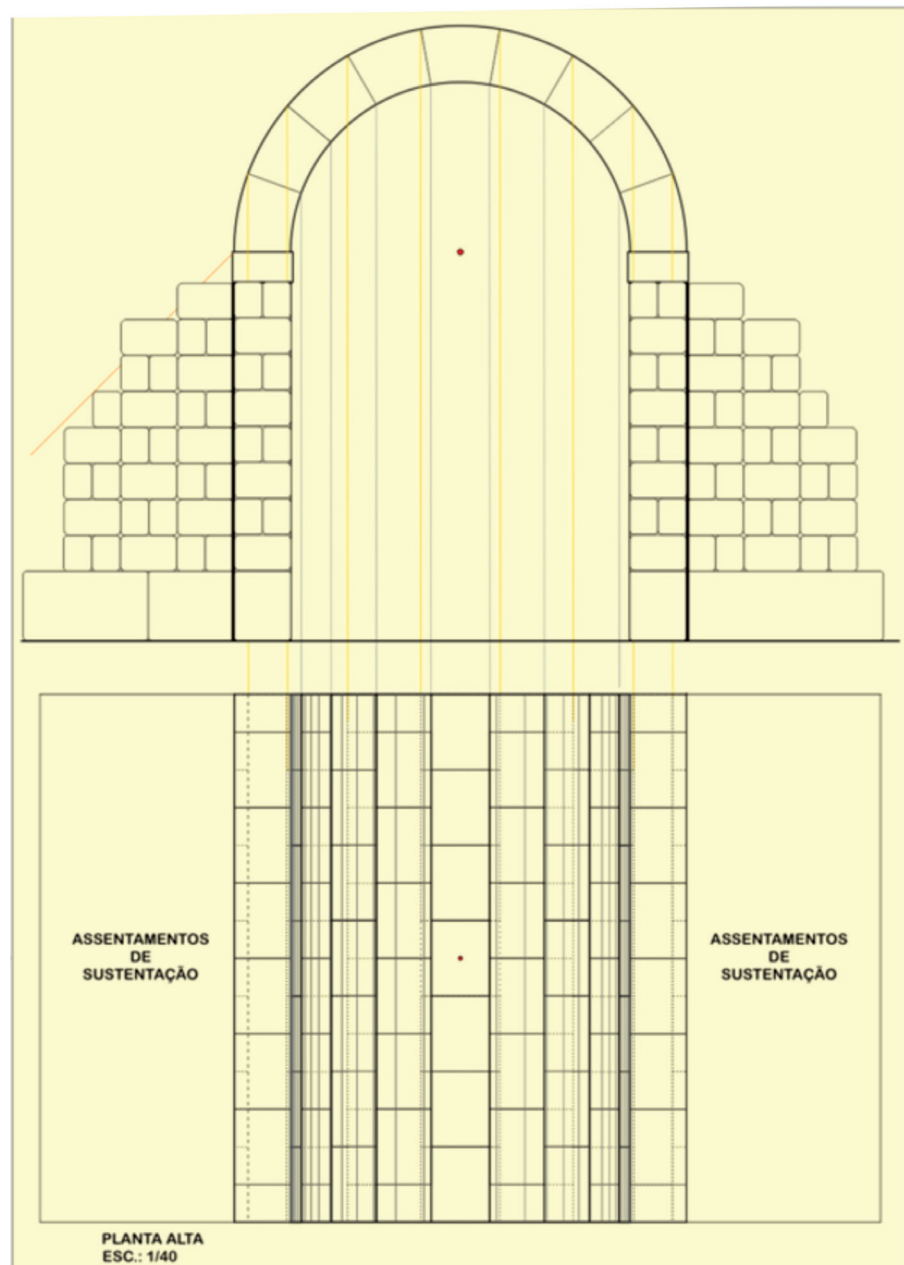 ASSENTAMENTOS
DE
SUSTENTAÇÃO
ASSENTAMENTOS
DE
SUSTENTAÇÃO
PLANTA ALTA
ESC.: 1/40